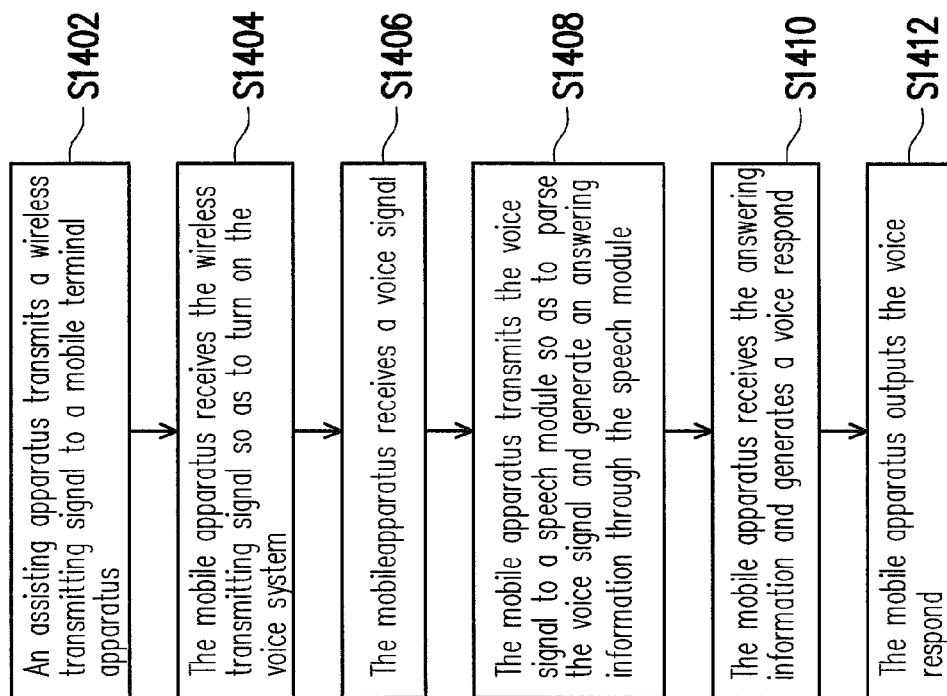 An assisting apparatus transmits a wireless
transmitting signal to a mobile terminal
apparatus
S1402
The mobile apparatus receives the wireless
transmitting signal so as to turn on the
voice system
S1404
The mobileapparatus receives a voice signal
S1406
The mobile apparatus transmits the voice
signal to a speech module so as to parse
the voice signal and generate an answering
information through the speech module
S1408
The mobile apparatus receives the answering
information and generates a voice respond
S1410
The mobile apparatus outputs the voice
respond
S1412